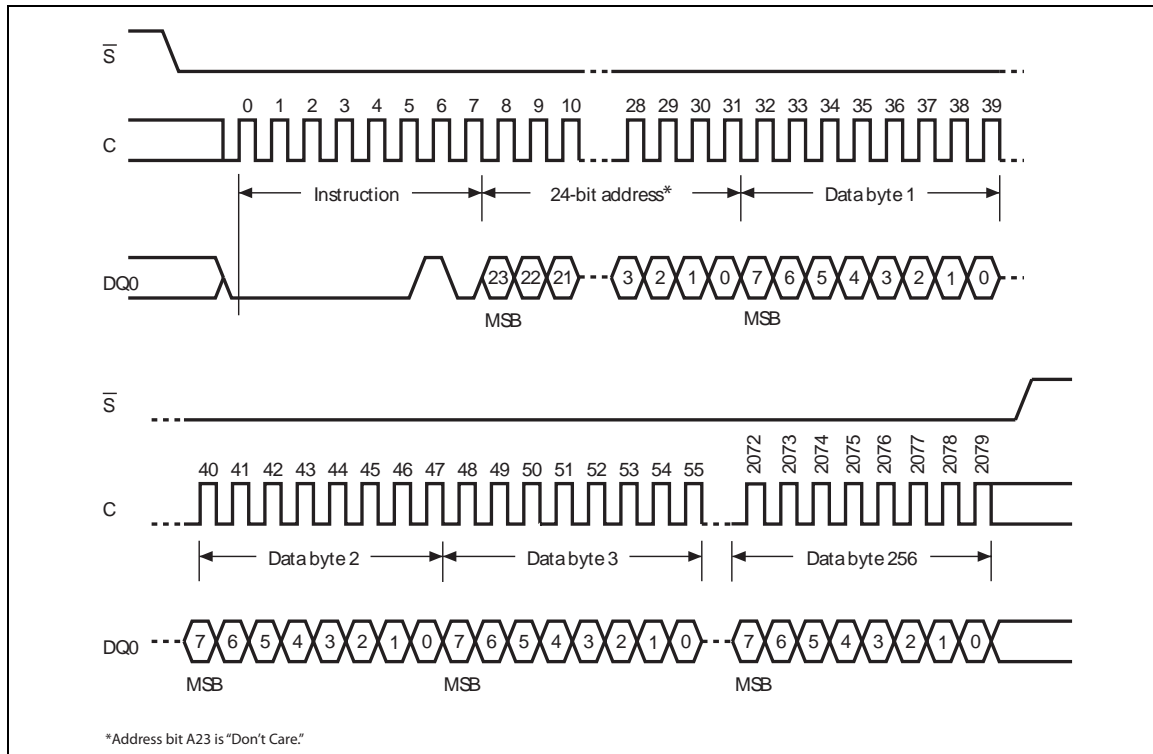 S
0 1 2 3 4 5 6 7 8 9 10 28 29 30 31 32 33 34 35 36 37 38 39
C
Instruction 24-bit address* Data byte 1
DQ0 23 22 21 3 2 1 0 7 6 5 4 3 2 1 0
MSB MSB
S
2072 2073 2074 2075 2076 2077 2078 2079
40 41 42 43 44 45 46 47 48 49 50 51 52 53 54 55
C
Data byte 2 Data byte 3 Data byte 256
DQ0 7 6 5 4 3 2 1 0 7 6 5 4 3 2 1 0 7 6 5 4 3 2 1 0
MSB MSB MSB
*Address bit A23 is “Don’t Care.”